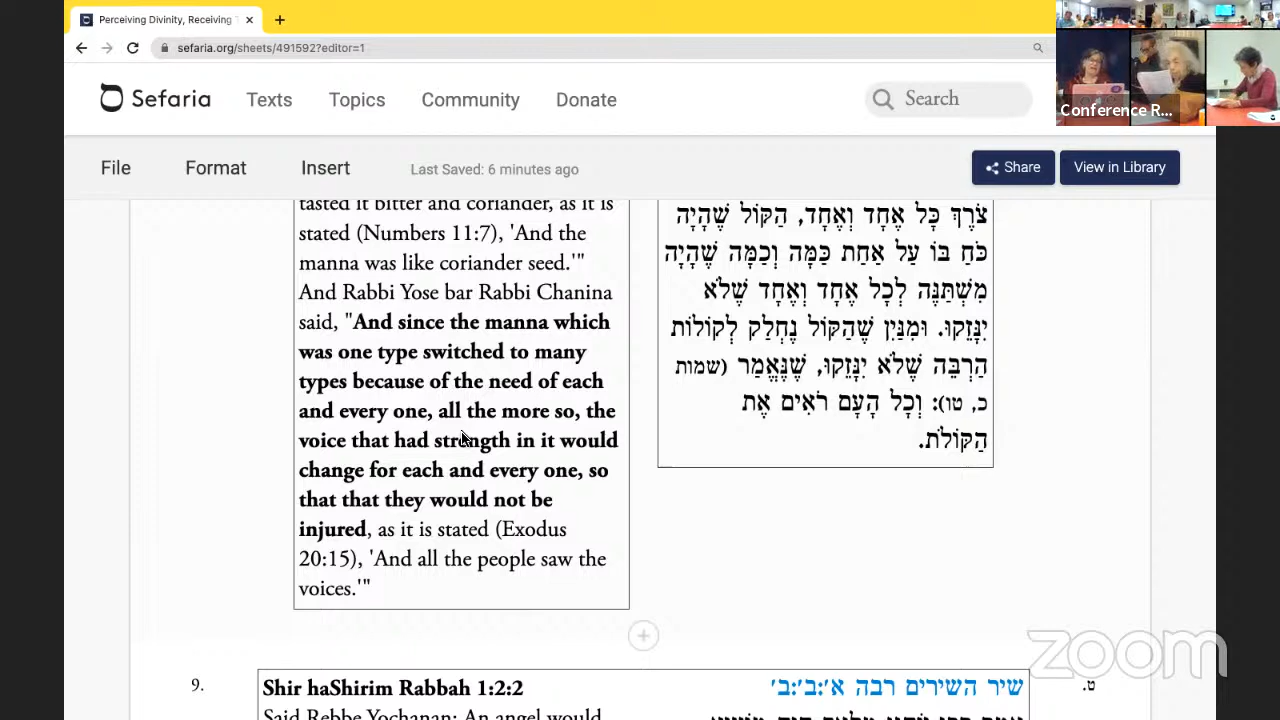 Perceiving Divinity, Receiving
sefaria.org/sheets/491592?editor=1
Sefaria
Texts
Topics
Community
Donate
Search
Conference R...
File
Format
Insert
Last Saved: 6 minutes ago
Share
View in Library
tasted it bitter and coriander, as it is
stated (Numbers 11:7), 'And the
manna was like coriander seed.'"
And Rabbi Yose bar Rabbi Chanina
said, "And since the manna which
was one type switched to many
types because of the need of each
and every one, all the more so, the
voice that had strength in it would
change for each and every one, so
that that they would not be
injured, as it is stated (Exodus
20:15), 'And all the people saw the
voices.'"
צֹרֶךְ כָּל אֶחָד וְאֶחָד, הַקּוֹל שֶׁהָיָה
כֹּחַ בּוֹ עַל אַחַת כַּמָּה וְכַמָּה שֶׁהָיָה
מִשְׁתַּנֶּה לְכָל אֶחָד וְאֶחָד שֶׁלֹא
יִנָּזֵקוּ. וּמִנַּיִן שֶׁהַקּוֹל נֶחְלַק לְקוֹלוֹת
הַרְבֵּה שֶׁלֹא יִנָּזֵקוּ, שֶׁנֶּאֱמַר (שמות
כ, טו): וְכָל הָעָם רֹאִים אֶת
הַקּוֹלֹת.
9.
Shir haShirim Rabbah 1:2:2
Said Rebbe Yochanan: An angel would
שיר השירים רבה א׳:ב׳:ב׳
ט.
zoom